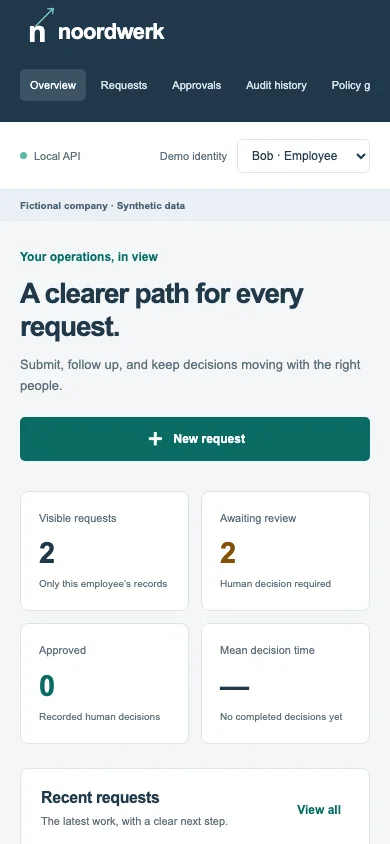 noordwerk
Overview Requests Approvals Audit history Policy g
Local API Demo identity Bob · Employee
Fictional company · Synthetic data
Your operations, in view
A clearer path for every
request.
Submit, follow up, and keep decisions moving with the right
people.
New request
Visible requests
2
Only this employee's records
Awaiting review
2
Human decision required
Approved
0
Recorded human decisions
Mean decision time
—
No completed decisions yet
Recent requests
The latest work, with a clear next step.
View all